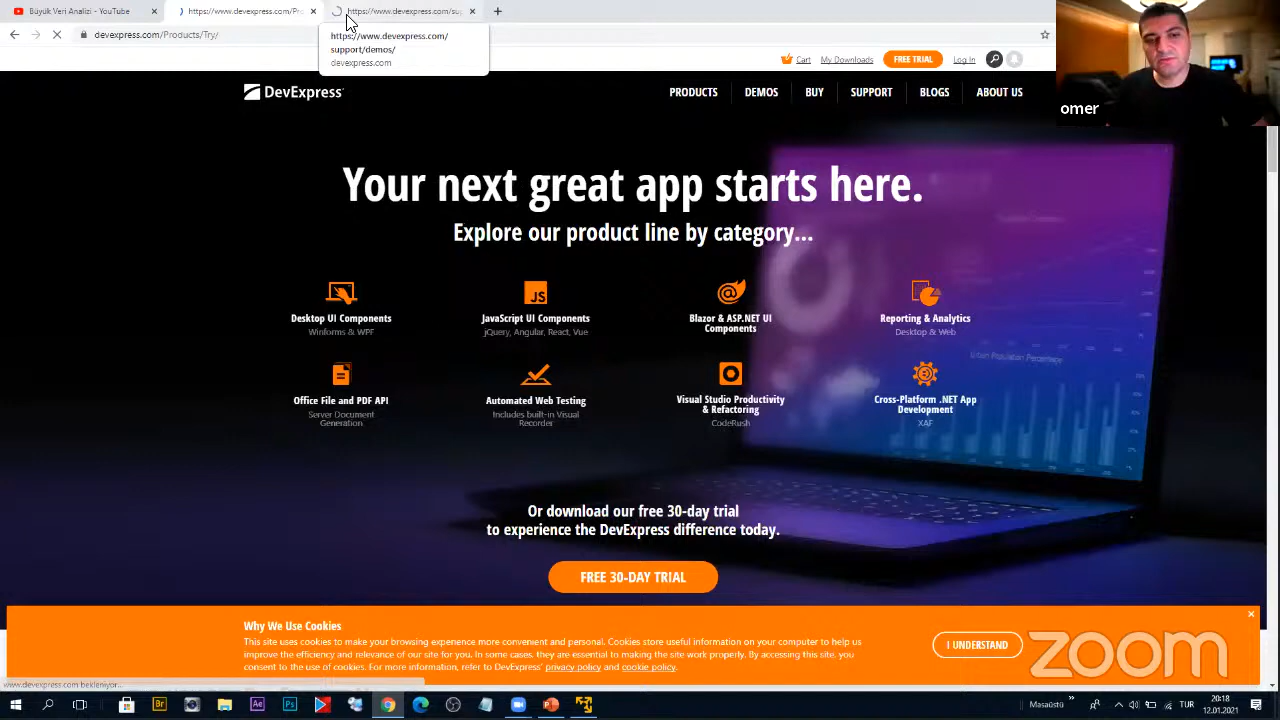 Büyük Veri Analizi - YouTube
https://www.devexpress.com/Pro
https://www.devexpress.com/sup
devexpress.com/Products/Try/
https://www.devexpress.com/
support/demos/
devexpress.com
Cart
My Downloads
FREE TRIAL
Log In
DevExpress
PRODUCTS
DEMOS
BUY
SUPPORT
BLOGS
ABOUT US
omer
Your next great app starts here.
Explore our product line by category...
Desktop UI Components
Winforms & WPF
JavaScript UI Components
jQuery, Angular, React, Vue
Blazor & ASP.NET UI
Components
Reporting & Analytics
Desktop & Web
Urban Population Percentage
Office File and PDF API
Server Document
Generation
Automated Web Testing
Includes built-in Visual
Recorder
Visual Studio Productivity
& Refactoring
CodeRush
Cross-Platform .NET App
Development
XAF
Or download our free 30-day trial
to experience the DevExpress difference today.
FREE 30-DAY TRIAL
Why We Use Cookies
This site uses cookies to make your browsing experience more convenient and personal. Cookies store useful information on your computer to help us
improve the efficiency and relevance of our site for you. In some cases, they are essential to making the site work properly. By accessing this site, you
consent to the use of cookies. For more information, refer to DevExpress' privacy policy and cookie policy.
I UNDERSTAND
zoom
www.devexpress.com bekleniyor...
Masaüstü
TUR
20:18
12.01.2021